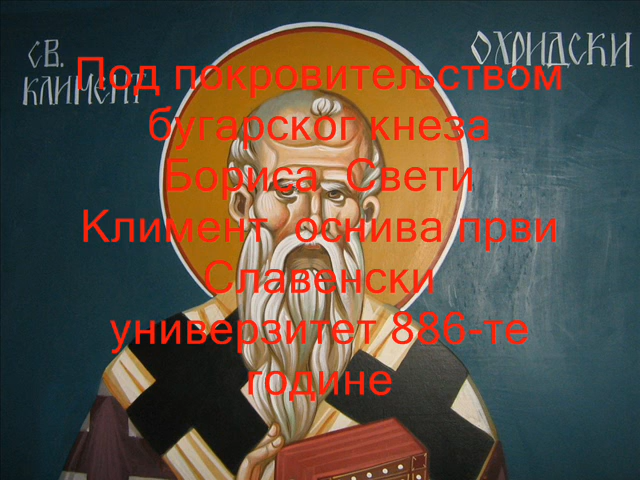 СВ.
КЛИМЕНТ
ОХРИДСКИ
Под покровитељством
бугарског кнеза
Бориса Свети
Климент оснива први
Славенски
универзитет 886-те
године